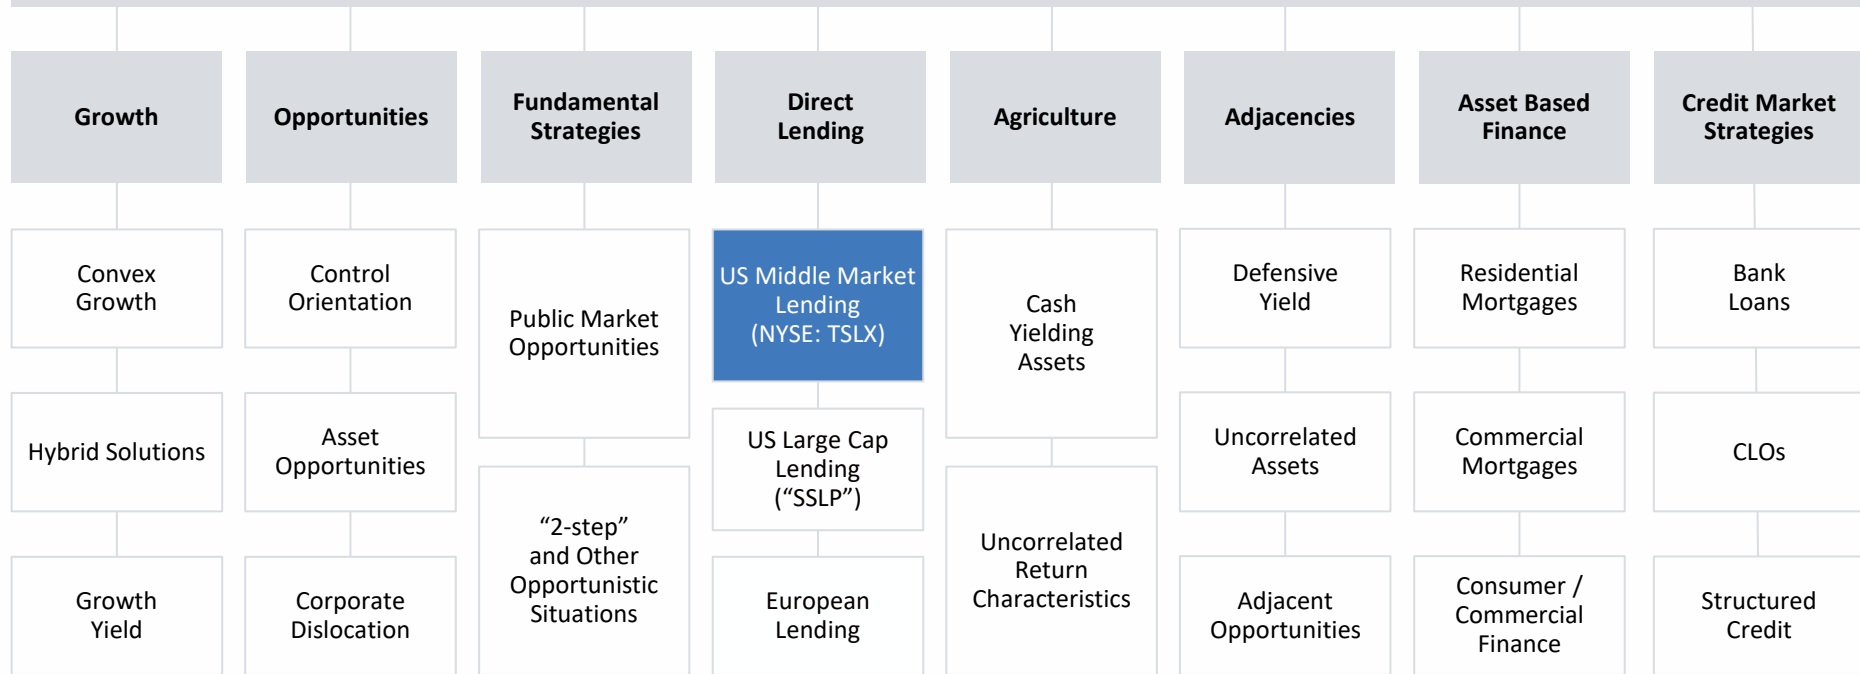 Growth
Opportunities
Fundamental
Strategies
Direct
Lending
Agriculture
Adjacencies
Asset Based
Finance
Credit Market
Strategies
Convex
Growth
Hybrid Solutions
Growth
Yield
Control
Orientation
Asset
Opportunities
Corporate
Dislocation
Public Market
Opportunities
“2-step”
and Other
Opportunistic
Situations
US Middle Market
Lending
(NYSE: TSLX)
US Large Cap
Lending
(“SSLP”)
European
Lending
Cash
Yielding
Assets
Uncorrelated
Return
Characteristics
Defensive
Yield
Uncorrelated
Assets
Adjacent
Opportunities
Residential
Mortgages
Commercial
Mortgages
Consumer /
Commercial
Finance
Bank
Loans
CLOs
Structured
Credit